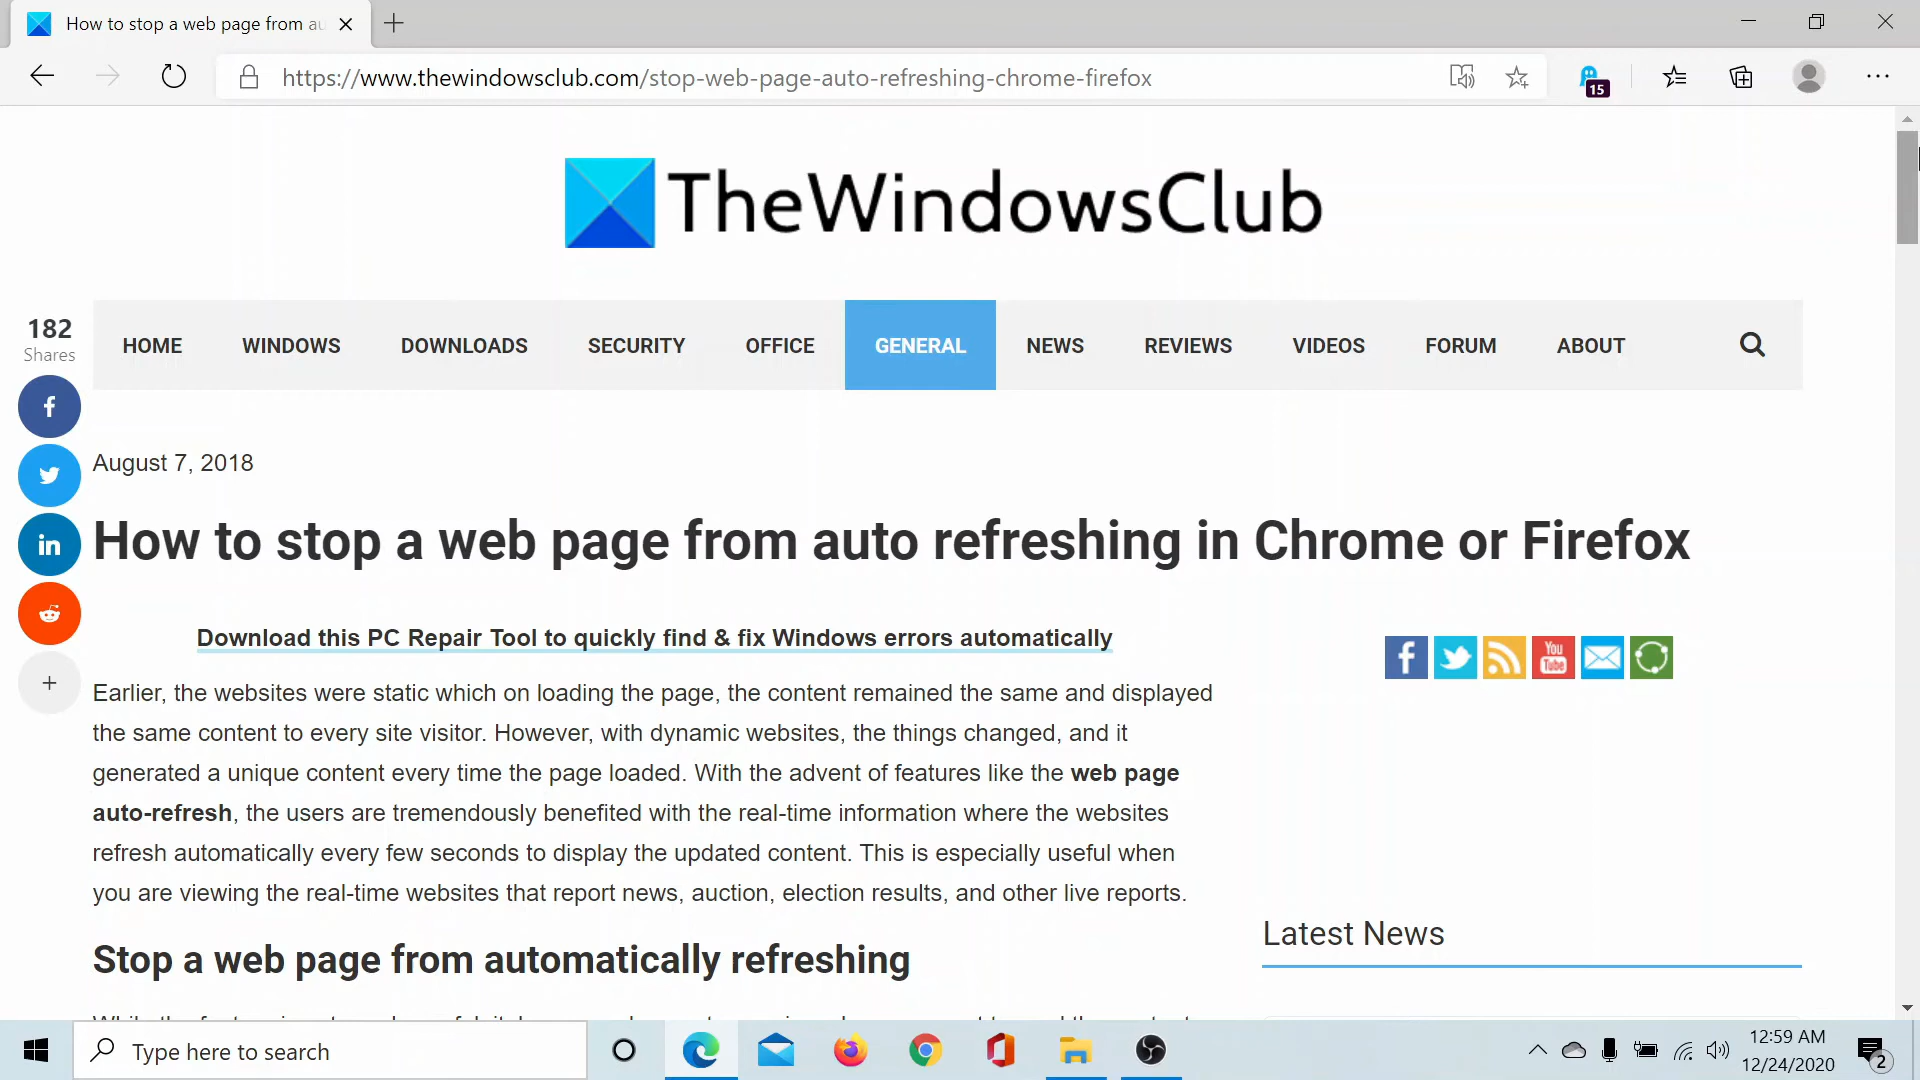 How to stop a web page from au
https://www.thewindowsclub.com/stop-web-page-auto-refreshing-chrome-firefox
15
TheWindowsClub
182
Shares
HOME WINDOWS DOWNLOADS SECURITY OFFICE GENERAL NEWS REVIEWS VIDEOS FORUM ABOUT
August 7, 2018
How to stop a web page from auto refreshing in Chrome or Firefox
Download this PC Repair Tool to quickly find & fix Windows errors automatically
You Tube
Earlier, the websites were static which on loading the page, the content remained the same and displayed
the same content to every site visitor. However, with dynamic websites, the things changed, and it
generated a unique content every time the page loaded. With the advent of features like the web page
auto-refresh, the users are tremendously benefited with the real-time information where the websites
refresh automatically every few seconds to display the updated content. This is especially useful when
you are viewing the real-time websites that report news, auction, election results, and other live reports.
Latest News
Stop a web page from automatically refreshing
Type here to search
12:59 AM
12/24/2020
2